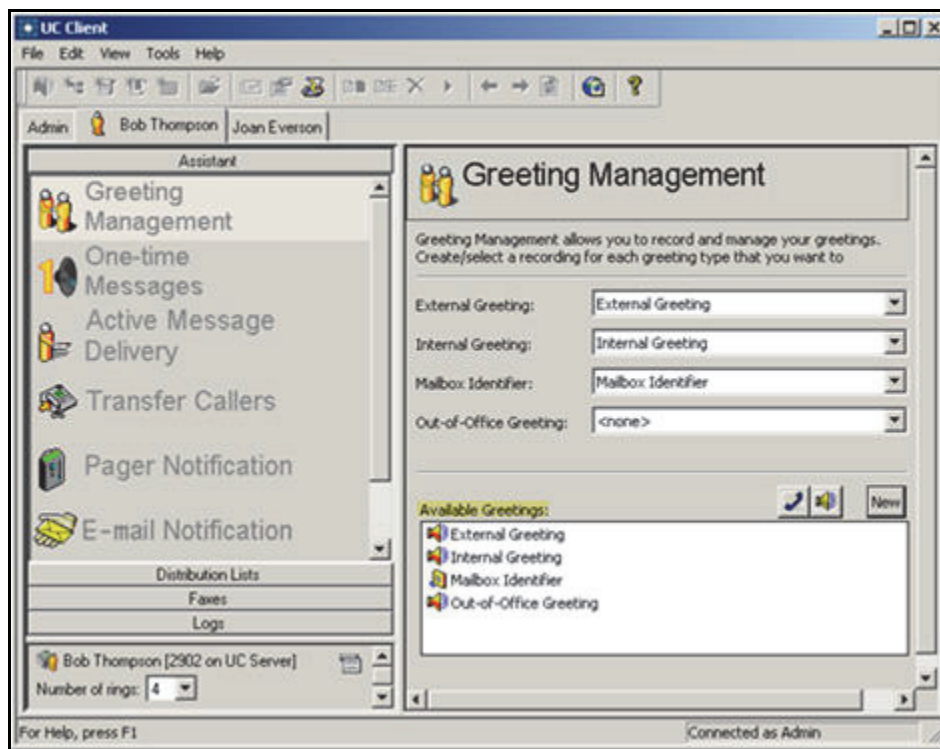 UC Client
File Edit View Tools Help
Admin Bob Thompson Joan Everson
Assistant
Greeting
Management
One-time
Messages
Active Message
Delivery
Transfer Callers
Pager Notification
E-mail Notification
Distribution Lists
Faxes
Logs
Bob Thompson [2902 on UC Server]
Number of rings: 4
Greeting Management
Greeting Management allows you to record and manage your greetings.
Create/select a recording for each greeting type that you want to
External Greeting: External Greeting
Internal Greeting: Internal Greeting
Mailbox Identifier: Mailbox Identifier
Out-of-Office Greeting: <none>
Available Greetings: New
External Greeting
Internal Greeting
Mailbox Identifier
Out-of-Office Greeting
For Help, press F1 Connected as Admin